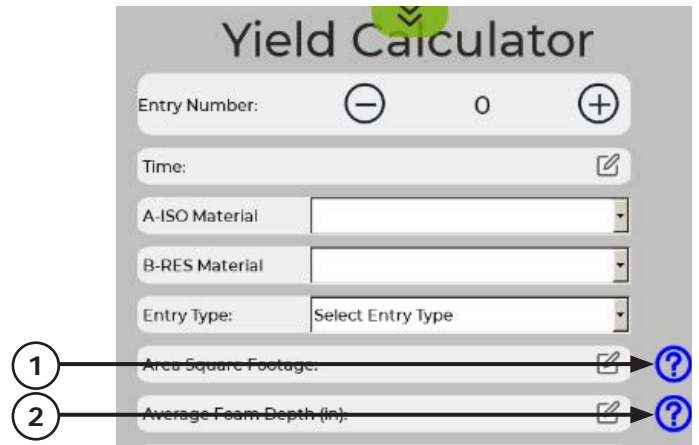 Yield Calculator
Entry Number: 0
Time:
A-ISO Material
B-RES Material
Entry Type: Select Entry Type
1 Area Square Footage: ?
2 Average Foam Depth (in): ?